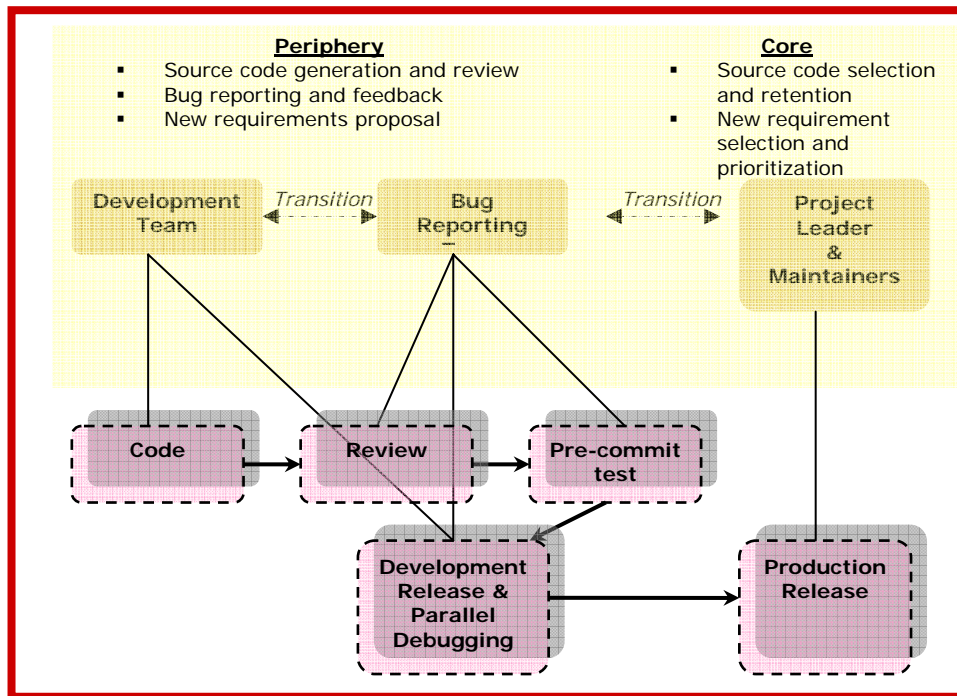 Periphery
▪ Source code generation and review
▪ Bug reporting and feedback
▪ New requirements proposal
Core
▪ Source code selection
and retention
▪ New requirement
selection and
prioritization
Development
Team
Transition
Bug
Reporting
Transition
Project
Leader
&
Maintainers
Code
Review
Pre-commit
test
Development
Release &
Parallel
Debugging
Production
Release